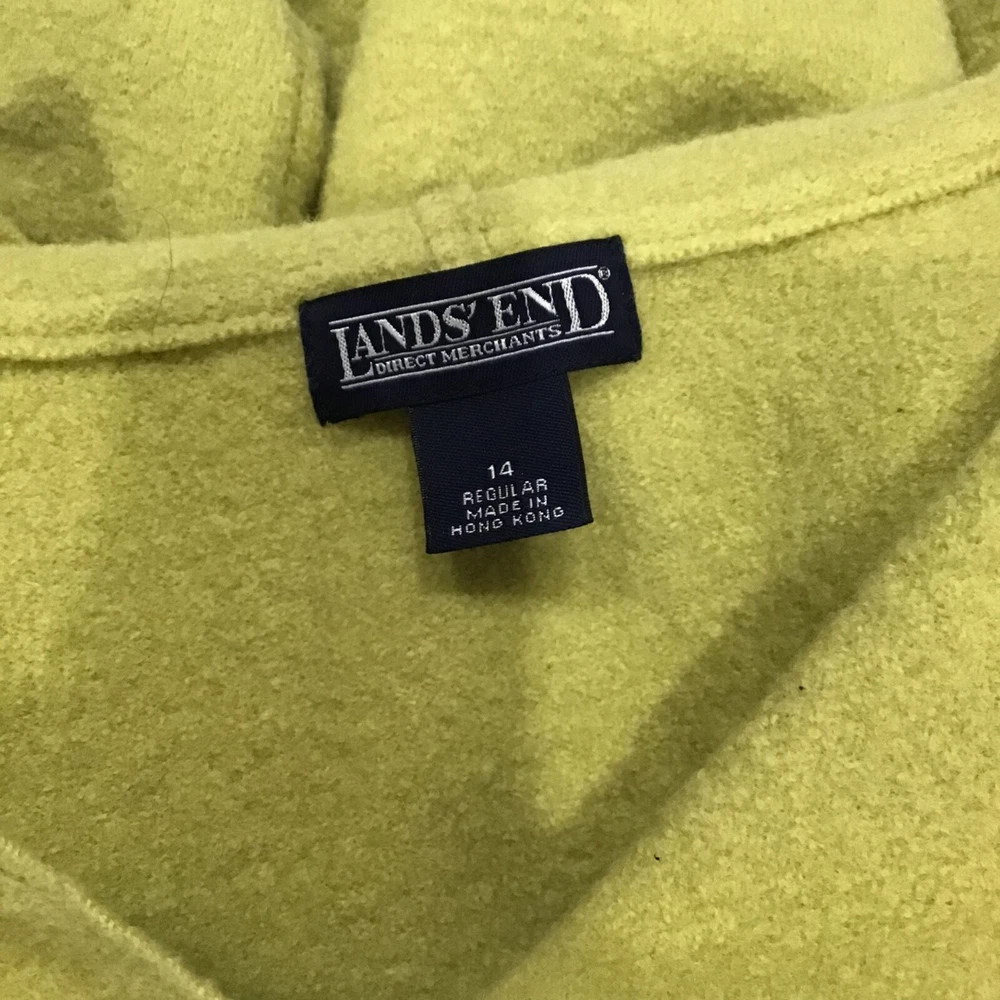 LANDS' END®
DIRECT MERCHANTS
14
REGULAR
MADE IN
HONG KONG